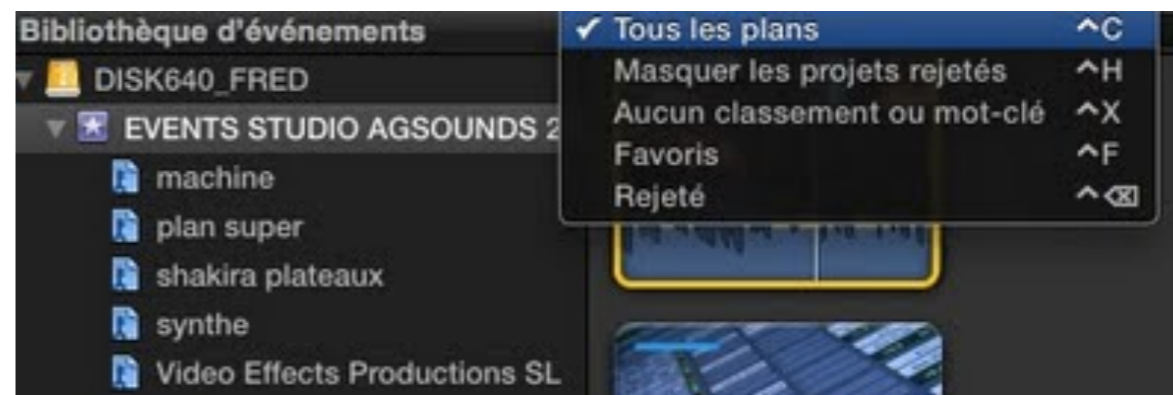 Bibliothèque d'événements
DISK640_FRED
EVENTS STUDIO AGSOUNDS 2
machine
plan super
shakira plateaux
synthe
Video Effects Productions SL
✓ Tous les plans ^C
Masquer les projets rejetés ^H
Aucun classement ou mot-clé ^X
Favoris ^F
Rejeté ^⌫